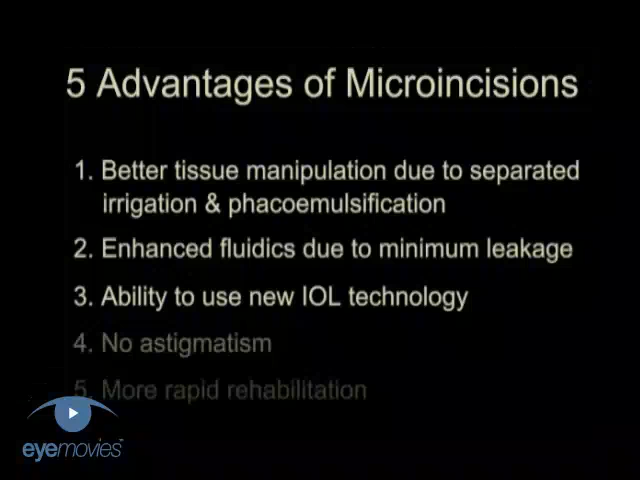 5 Advantages of Microincisions
1. Better tissue manipulation due to separated
irrigation & phacoemulsification
2. Enhanced fluidics due to minimum leakage
3. Ability to use new IOL technology
4. No astigmatism
5. More rapid rehabilitation
eyemovies™